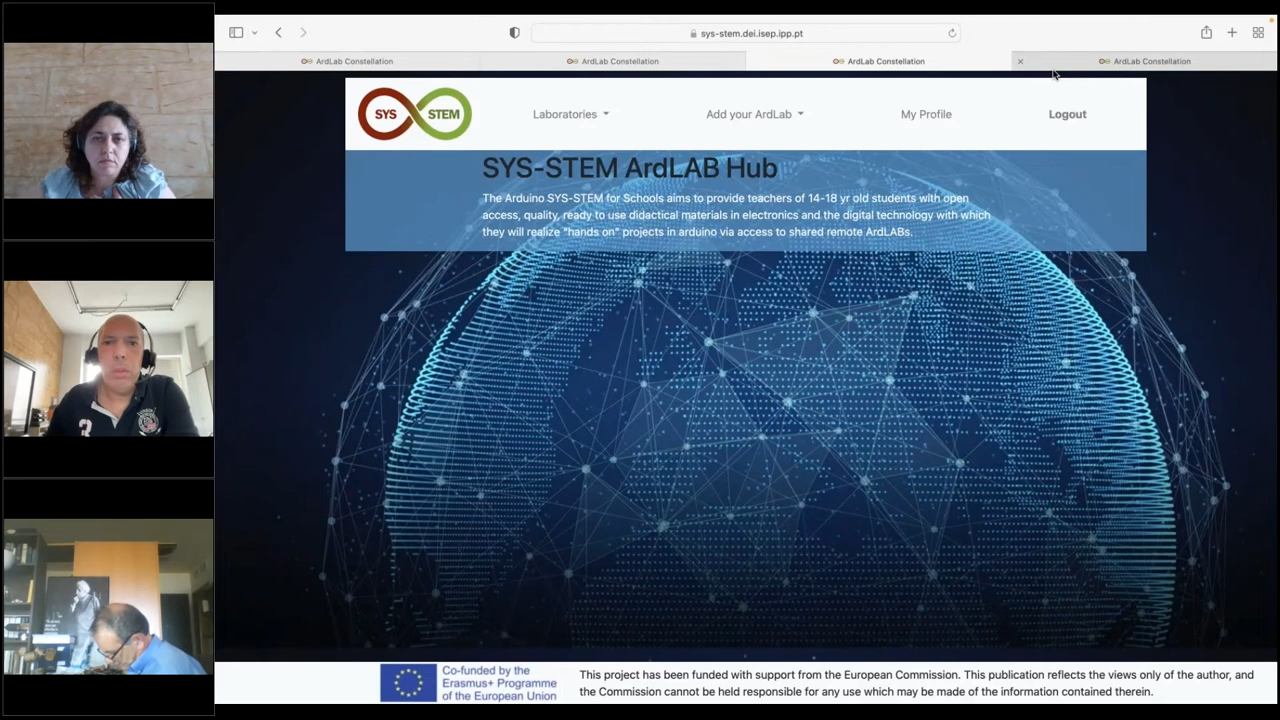 sys-stem.dei.isep.ipp.pt
ArdLab Constellation
ArdLab Constellation
ArdLab Constellation
ArdLab Constellation
SYS STEM
Laboratories
Add your ArdLab
My Profile
Logout
SYS-STEM ArdLAB Hub
The Arduino SYS-STEM for Schools aims to provide teachers of 14-18 yr old students with open
access, quality, ready to use didactical materials in electronics and the digital technology with which
they will realize "hands on" projects in arduino via access to shared remote ArdLABs.
3
Co-funded by the
Erasmus+ Programme
of the European Union
This project has been funded with support from the European Commission. This publication reflects the views only of the author, and
the Commission cannot be held responsible for any use which may be made of the information contained therein.